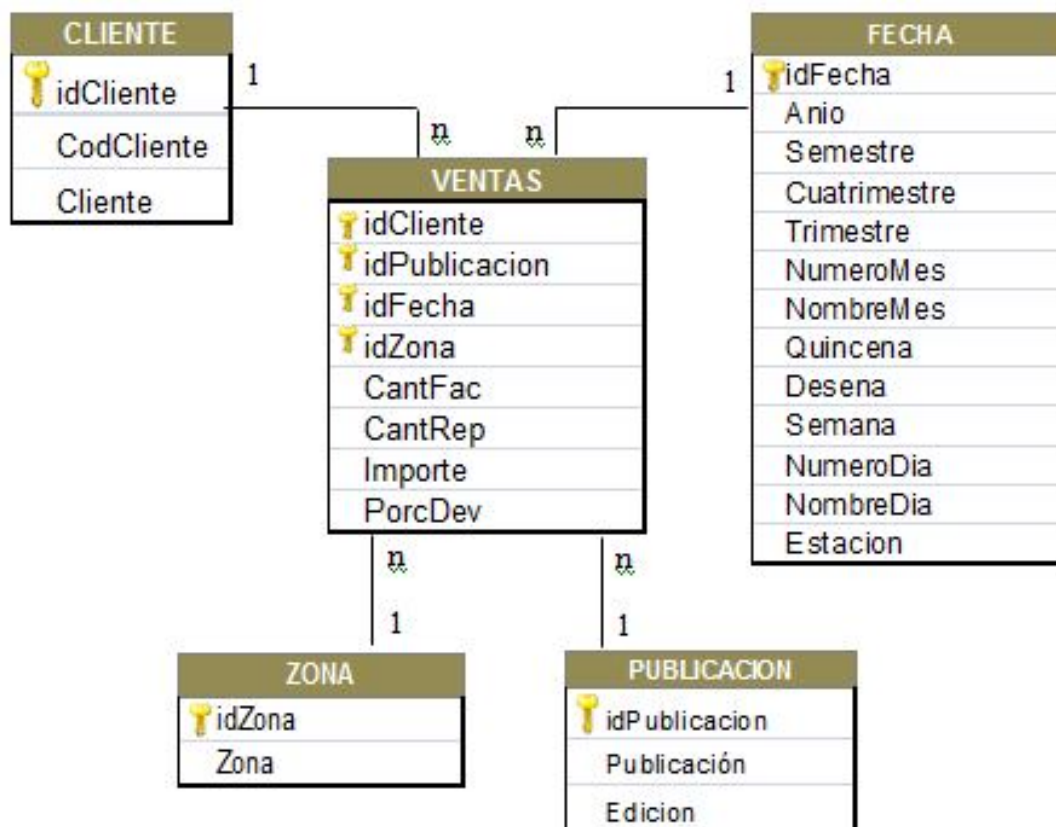 CLIENTE
idCliente
CodCliente
Cliente
1
n
FECHA
idFecha
Anio
Semestre
Cuatrimestre
Trimestre
NumeroMes
NombreMes
Quincena
Desena
Semana
NumeroDia
NombreDia
Estacion
1
n
VENTAS
idCliente
idPublicacion
idFecha
idZona
CantFac
CantRep
Importe
PorcDev
n
1
n
1
ZONA
idZona
Zona
PUBLICACION
idPublicacion
Publicación
Edicion